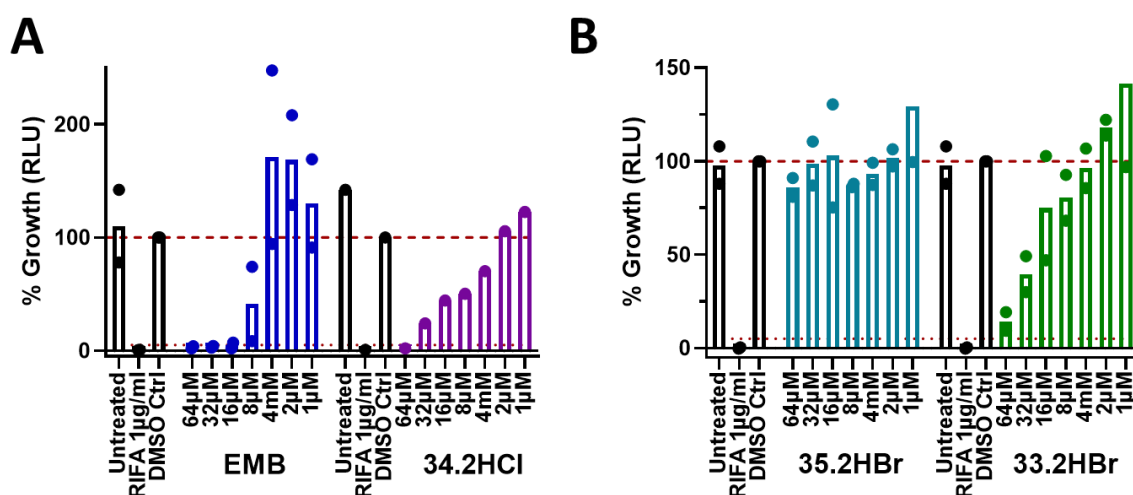 A
% Growth (RLU)
200
100
0
Untreated
RIFA 1µg/ml
DMSO Ctrl
64µM
32µM
16µM
8µM
4mM
2µM
1µM
EMB
Untreated
RIFA 1µg/ml
DMSO Ctrl
64µM
32µM
16µM
8µM
4mM
2µM
1µM
34.2HCl
B
% Growth (RLU)
150
100
50
0
Untreated
RIFA 1µg/ml
DMSO Ctrl
64µM
32µM
16µM
8µM
4mM
2µM
1µM
35.2HBr
Untreated
RIFA 1µg/ml
DMSO Ctrl
64µM
32µM
16µM
8µM
4mM
2µM
1µM
33.2HBr